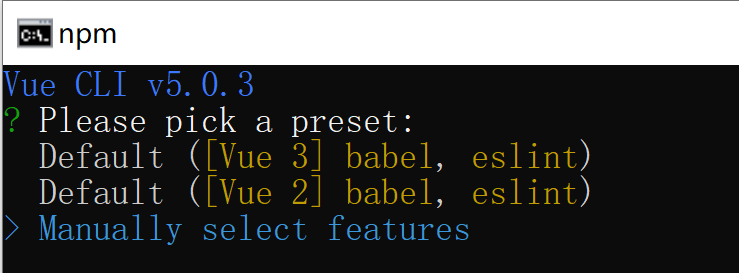 npm
Vue CLI v5.0.3
? Please pick a preset:
  Default ([Vue 3] babel, eslint)
  Default ([Vue 2] babel, eslint)
> Manually select features